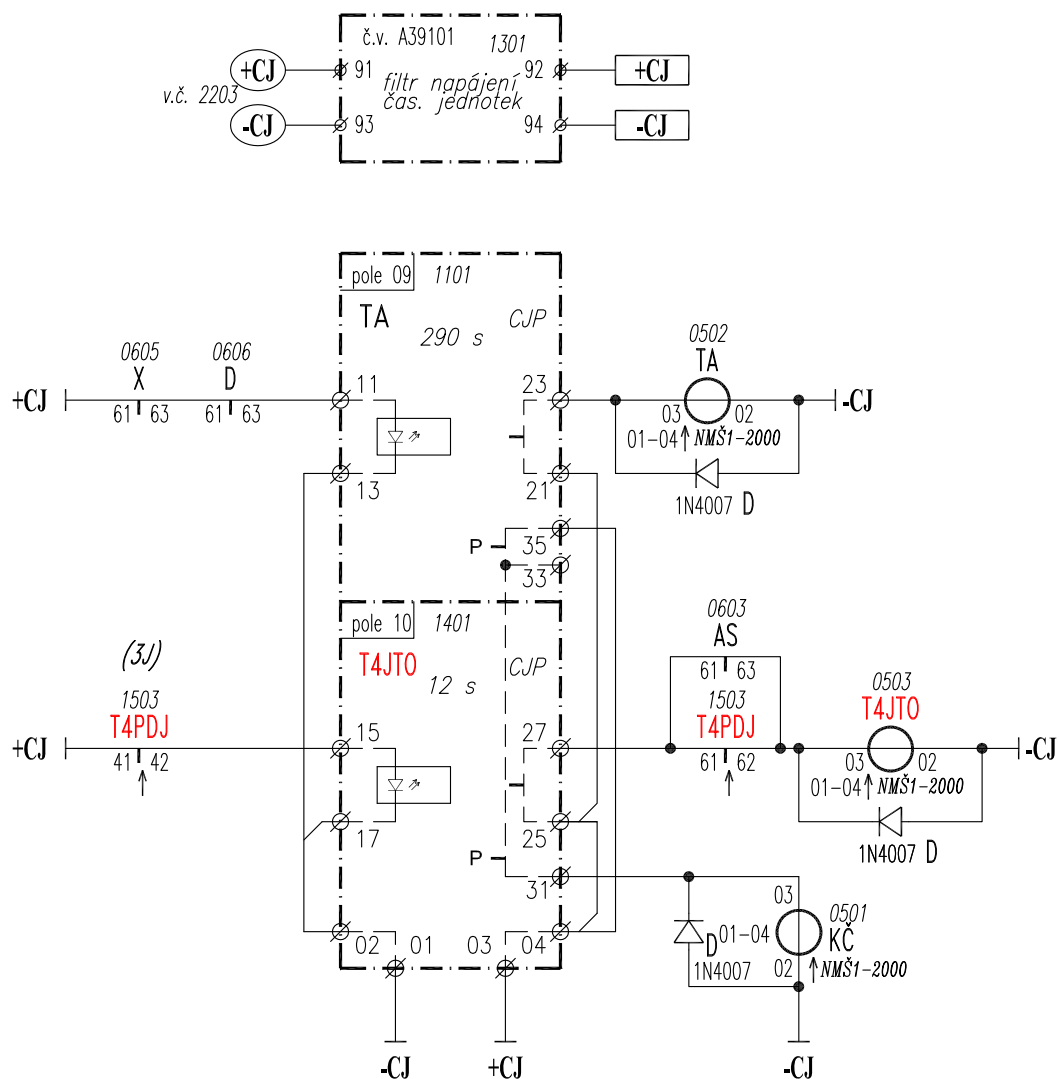 č.v. A39101
1301
+CJ
91
filtr napájení
čas. jednotek
92
+CJ
v.č. 2203
-CJ
93
94
-CJ
pole 09
1101
TA
CJP
290 s
0605
X
61 63
0606
D
61 63
+CJ
11
13
23
21
35
P
33
0502
TA
03
02
01-04
NMŠ1-2000
1N4007 D
-CJ
pole 10
1401
T4JTO
CJP
12 s
(3J)
1503
T4PDJ
41 42
+CJ
15
17
27
25
P
31
02
01
03
04
0603
AS
61 63
1503
T4PDJ
61 62
0503
T4JTO
03
02
01-04
NMŠ1-2000
1N4007 D
-CJ
03
0501
KČ
01-04
D
1N4007
02
NMŠ1-2000
-CJ
+CJ
-CJ